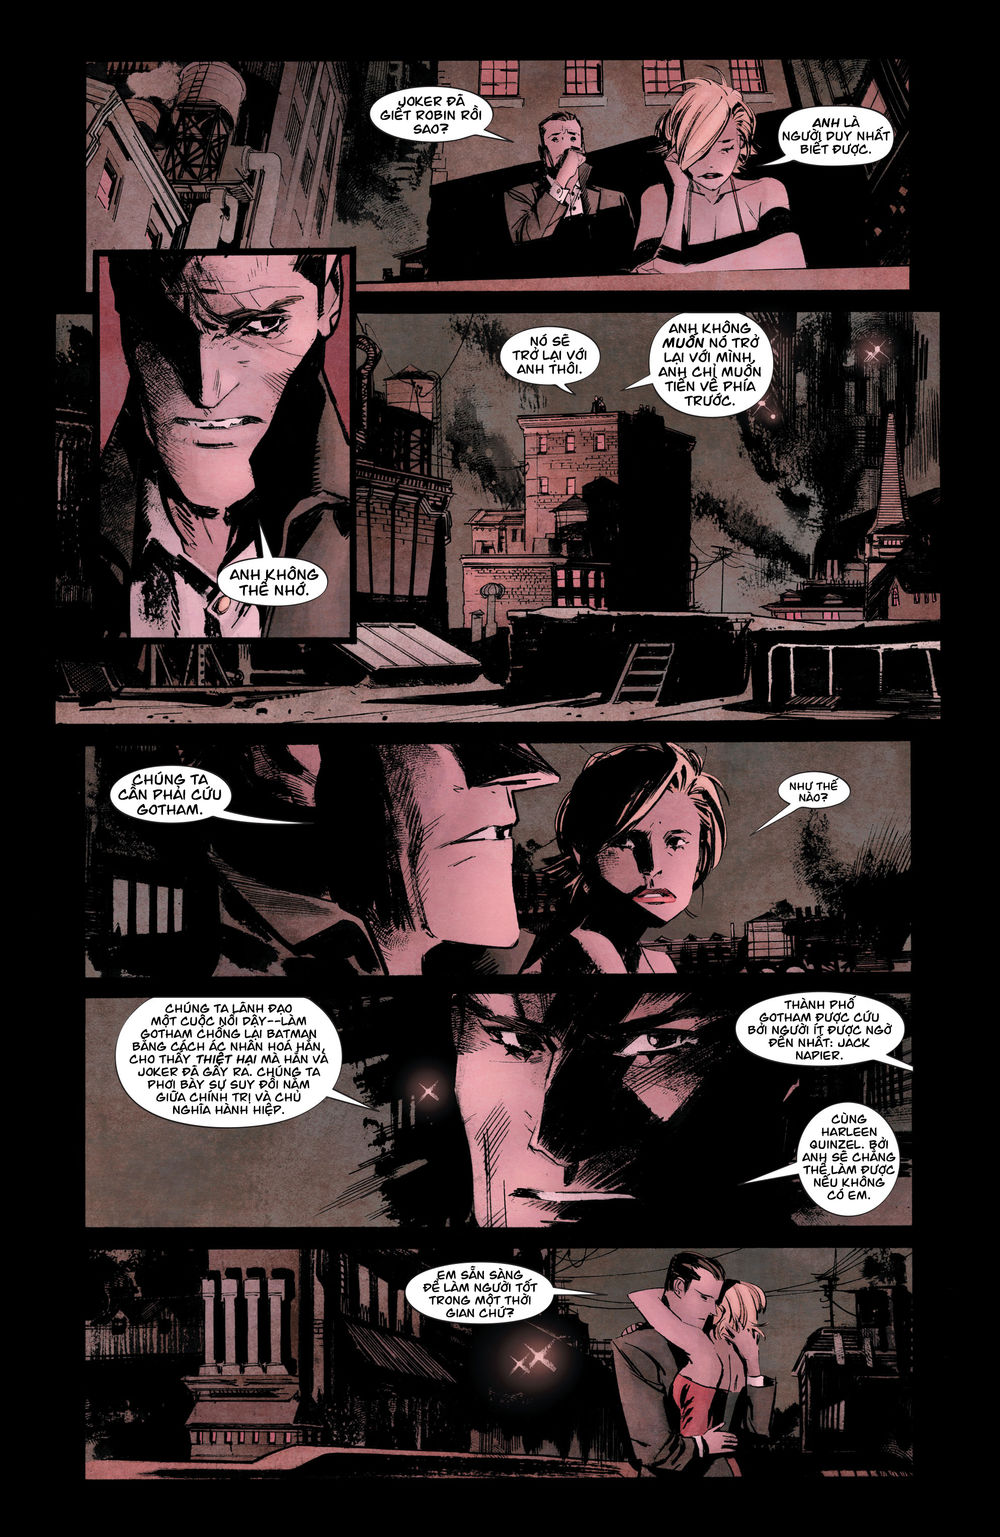 JOKER ĐÃ
GIẾT ROBIN RỒI
SAO?
ANH LÀ
NGƯỜI DUY NHẤT
BIẾT ĐƯỢC.
ANH KHÔNG
THỂ NHỚ.
NÓ SẼ
TRỞ LẠI VỚI
ANH THÔI.
ANH KHÔNG
MUỐN NÓ TRỞ
LẠI VỚI MÌNH,
ANH CHỈ MUỐN
TIẾN VỀ PHÍA
TRƯỚC.
CHÚNG TA
CẦN PHẢI CỨU
GOTHAM.
NHƯ THẾ
NÀO?
CHÚNG TA LÃNH ĐẠO
MỘT CUỘC NỔI DẬY--LÀM
GOTHAM CHỐNG LẠI BATMAN
BẰNG CÁCH ÁC NHÂN HOÁ HẮN,
CHO THẤY THIỆT HẠI MÀ HẮN VÀ
JOKER ĐÃ GÂY RA. CHÚNG TA
PHƠI BÀY SỰ SUY ĐỒI NẰM
GIỮA CHÍNH TRỊ VÀ CHỦ
NGHĨA HÀNH HIỆP.
THÀNH PHỐ
GOTHAM ĐƯỢC CỨU
BỞI NGƯỜI ÍT ĐƯỢC NGỜ
ĐẾN NHẤT: JACK
NAPIER.
CÙNG
HARLEEN
QUINZEL. BỞI
ANH SẼ CHẲNG
THỂ LÀM ĐƯỢC
NẾU KHÔNG
CÓ EM.
EM SẴN SÀNG
ĐỂ LÀM NGƯỜI TỐT
TRONG MỘT THỜI
GIAN CHỨ?